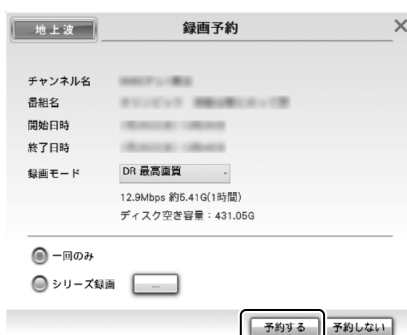 地上波 録画予約 ×
チャンネル名
番組名
開始日時
終了日時
録画モード DR 最高画質
12.9Mbps 約5.41G(1時間)
ディスク空き容量：431.05G
一回のみ
シリーズ録画 ...
予約する 予約しない